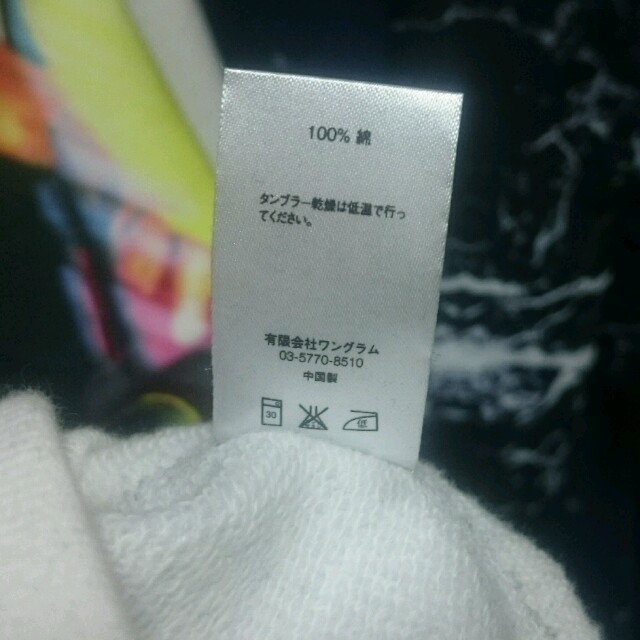 100% 綿
タンブラー乾燥は低温で行っ
てください。
有限会社ワングラム
03-5770-8510
中国製
30
低